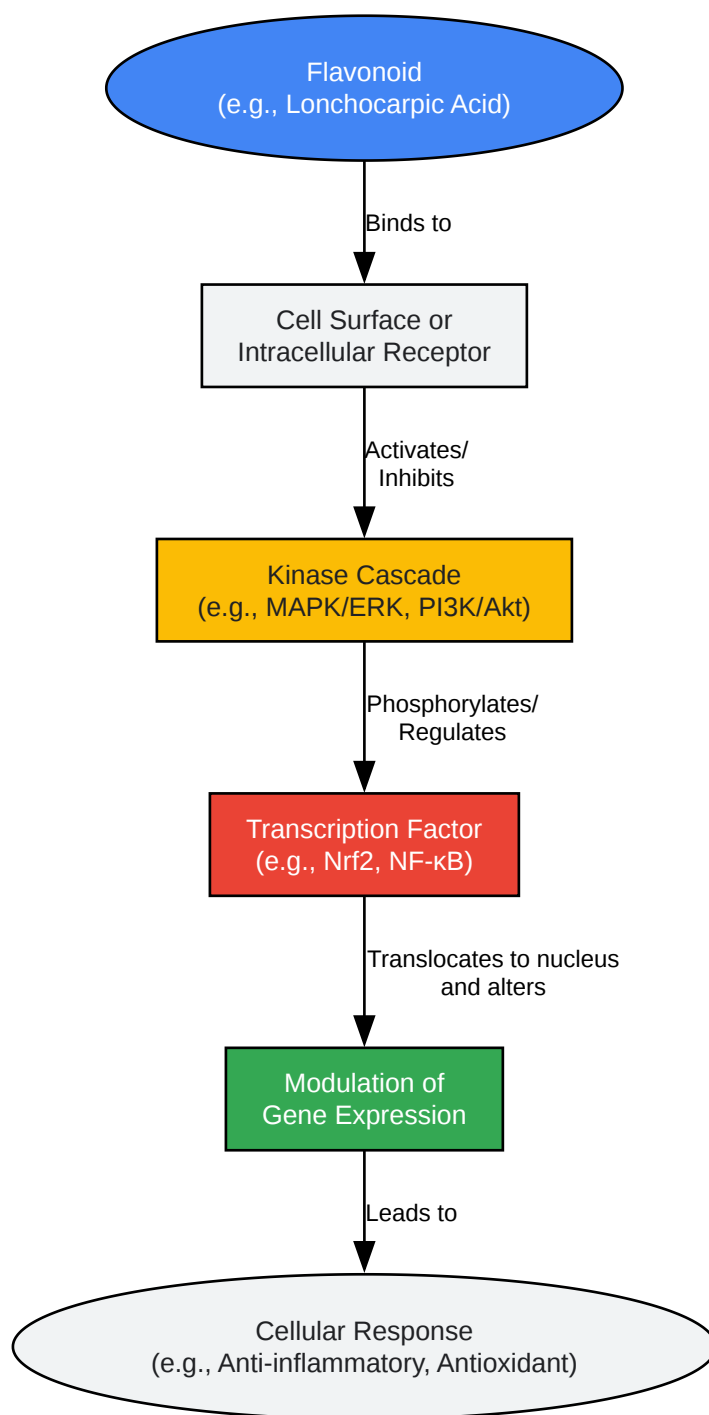 Flavonoid
(e.g., Lonchocarpic Acid)
Binds to
Cell Surface or
Intracellular Receptor
Activates/
Inhibits
Kinase Cascade
(e.g., MAPK/ERK, PI3K/Akt)
Phosphorylates/
Regulates
Transcription Factor
(e.g., Nrf2, NF-κB)
Translocates to nucleus
and alters
Modulation of
Gene Expression
Leads to
Cellular Response
(e.g., Anti-inflammatory, Antioxidant)